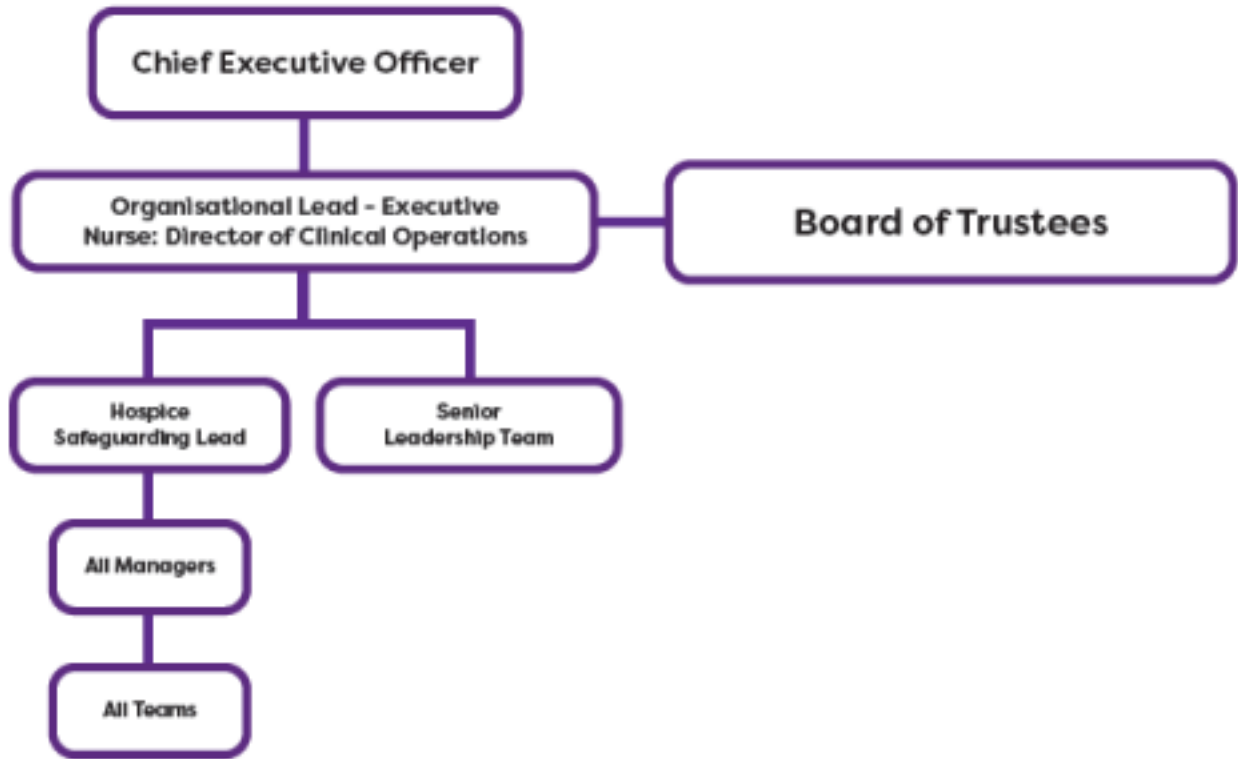 Chief Executive Officer
Organisational Lead - Executive
Nurse: Director of Clinical Operations
Board of Trustees
Hospice
Safeguarding Lead
Senior
Leadership Team
All Managers
All Teams